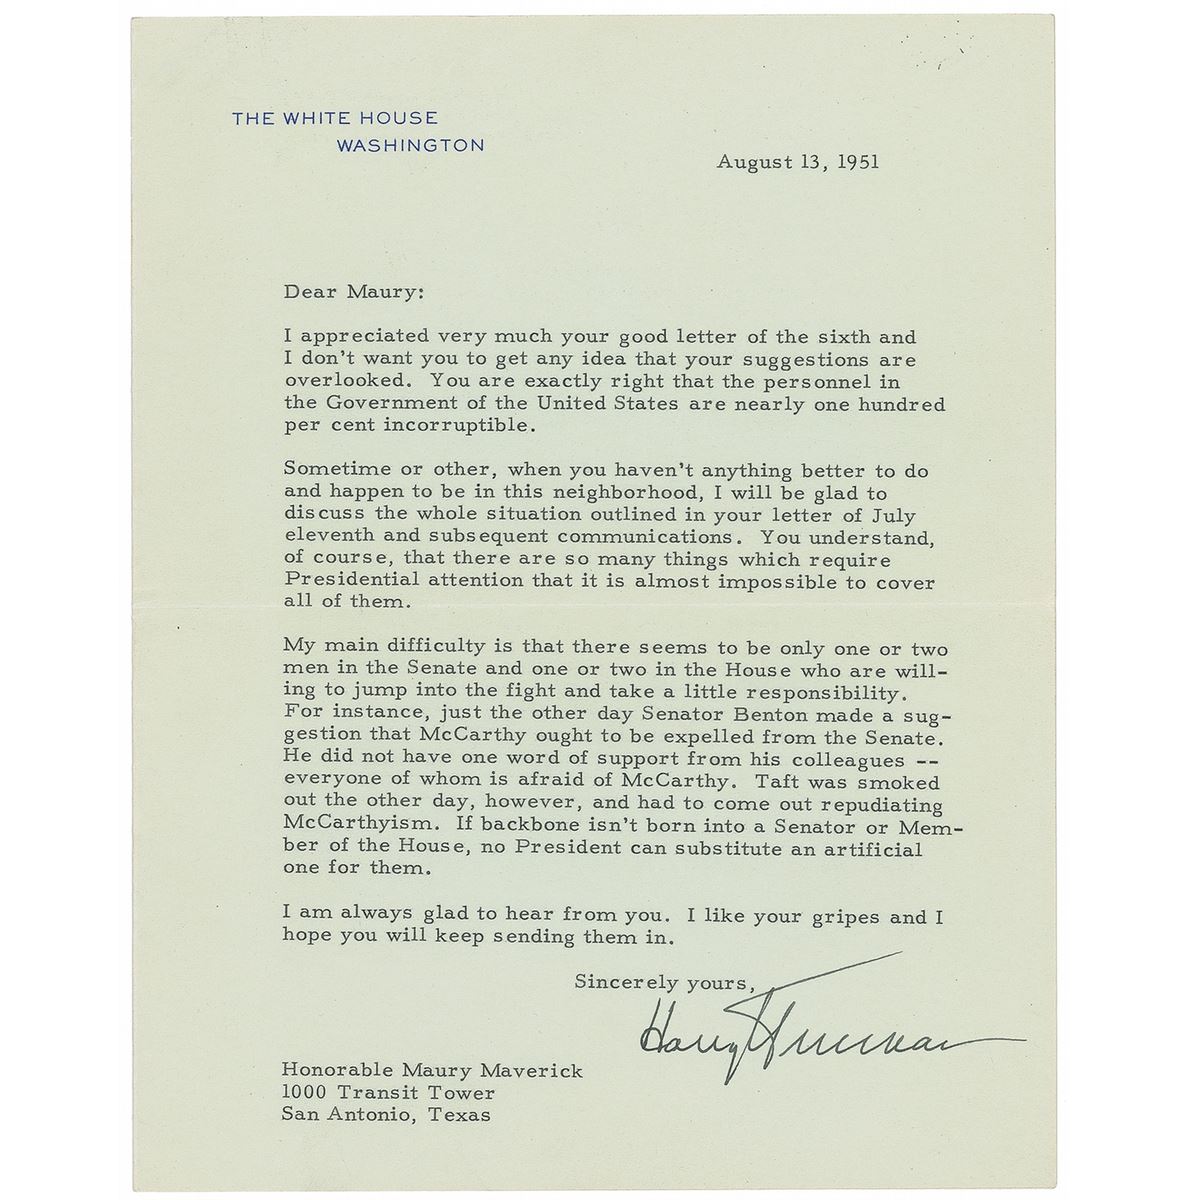 THE WHITE HOUSE
WASHINGTON
August 13, 1951
Dear Maury:
I appreciated very much your good letter of the sixth and
I don't want you to get any idea that your suggestions are
overlooked. You are exactly right that the personnel in
the Government of the United States are nearly one hundred
per cent incorruptible.
Sometime or other, when you haven't anything better to do
and happen to be in this neighborhood, I will be glad to
discuss the whole situation outlined in your letter of July
eleventh and subsequent communications. You understand,
of course, that there are so many things which require
Presidential attention that it is almost impossible to cover
all of them.
My main difficulty is that there seems to be only one or two
men in the Senate and one or two in the House who are will-
ing to jump into the fight and take a little responsibility.
For instance, just the other day Senator Benton made a sug-
gestion that McCarthy ought to be expelled from the Senate.
He did not have one word of support from his colleagues --
everyone of whom is afraid of McCarthy. Taft was smoked
out the other day, however, and had to come out repudiating
McCarthyism. If backbone isn't born into a Senator or Mem-
ber of the House, no President can substitute an artificial
one for them.
I am always glad to hear from you. I like your gripes and I
hope you will keep sending them in.
Sincerely yours,
Harry Truman
Honorable Maury Maverick
1000 Transit Tower
San Antonio, Texas